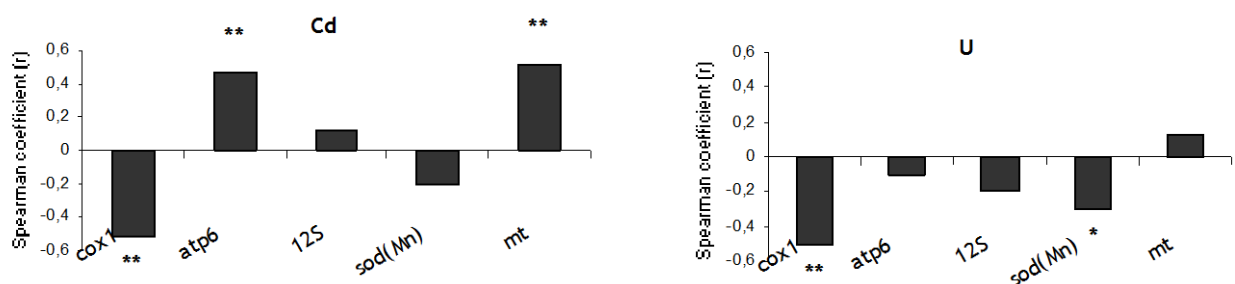 Cd
**
**
Spearman coefficient (r)
0,6
0,4
0,2
0
-0,2
-0,4
-0,6
cox1
atp6
12S
sod(Mn)
mt
**
U
Spearman coefficient (r)
0,6
0,4
0,2
0
-0,2
-0,4
-0,6
cox1
atp6
12S
sod(Mn)
mt
**
*